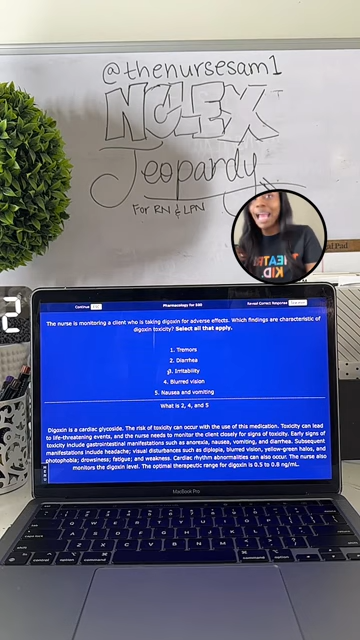 @thenursesam1
NCLEX
Jeopardy
For RN & LPN
THEATRE
KID
2
Continue
Pharmacology for 500
Reveal Correct Response
The nurse is monitoring a client who is taking digoxin for adverse effects. Which findings are characteristic of
digoxin toxicity? Select all that apply.
1. Tremors
2. Diarrhea
3. Irritability
4. Blurred vision
5. Nausea and vomiting
What is 2, 4, and 5
Digoxin is a cardiac glycoside. The risk of toxicity can occur with the use of this medication. Toxicity can lead
to life-threatening events, and the nurse needs to monitor the client closely for signs of toxicity. Early signs
of toxicity include gastrointestinal manifestations such as anorexia, nausea, vomiting, and diarrhea. Subsequent
manifestations include headache; visual disturbances such as diplopia, blurred vision, yellow-green halos, and
photophobia; drowsiness; fatigue; and weakness. Cardiac rhythm abnormalities can also occur. The nurse also
monitors the digoxin level. The optimal therapeutic range for digoxin is 0.5 to 0.8 ng/mL.
MacBook Pro